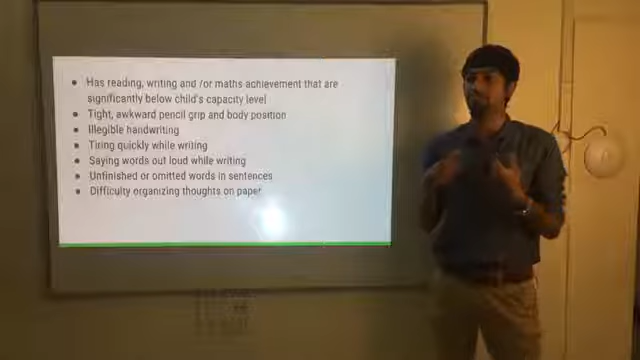 ● Has reading, writing and /or maths achievement that are
significantly below child's capacity level
● Tight, awkward pencil grip and body position
● Illegible handwriting
● Tiring quickly while writing
● Saying words out loud while writing
● Unfinished or omitted words in sentences
● Difficulty organizing thoughts on paper